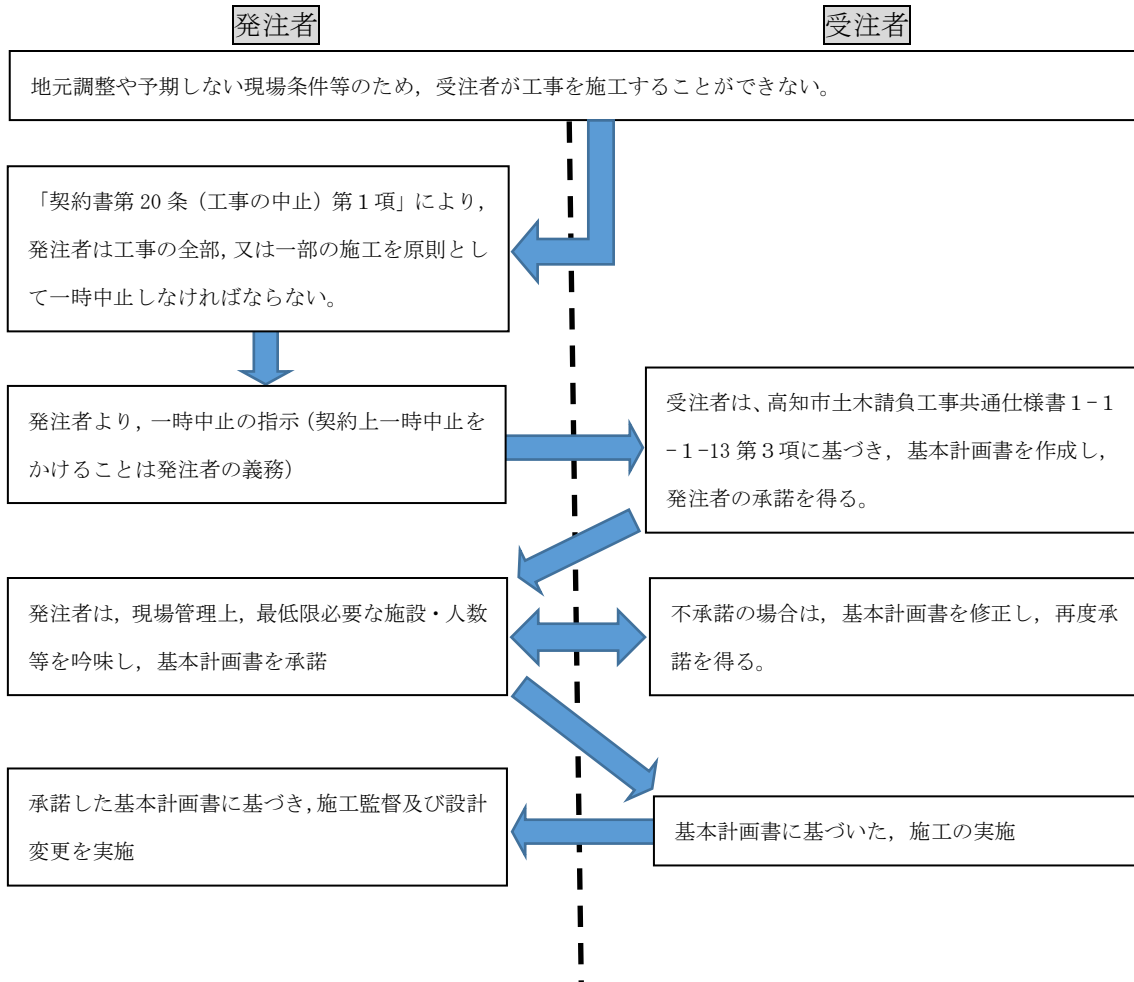 発注者
受注者
地元調整や予期しない現場条件等のため，受注者が工事を施工することができない。
「契約書第20条（工事の中止）第１項」により，
発注者は工事の全部，又は一部の施工を原則とし
て一時中止しなければならない。
発注者より，一時中止の指示（契約上一時中止を
かけることは発注者の義務）
受注者は、高知市土木請負工事共通仕様書１-１
-１-13 第３項に基づき，基本計画書を作成し，
発注者の承諾を得る。
発注者は，現場管理上，最低限必要な施設・人数
等を吟味し，基本計画書を承諾
不承諾の場合は，基本計画書を修正し，再度承
諾を得る。
承諾した基本計画書に基づき，施工監督及び設計
変更を実施
基本計画書に基づいた，施工の実施